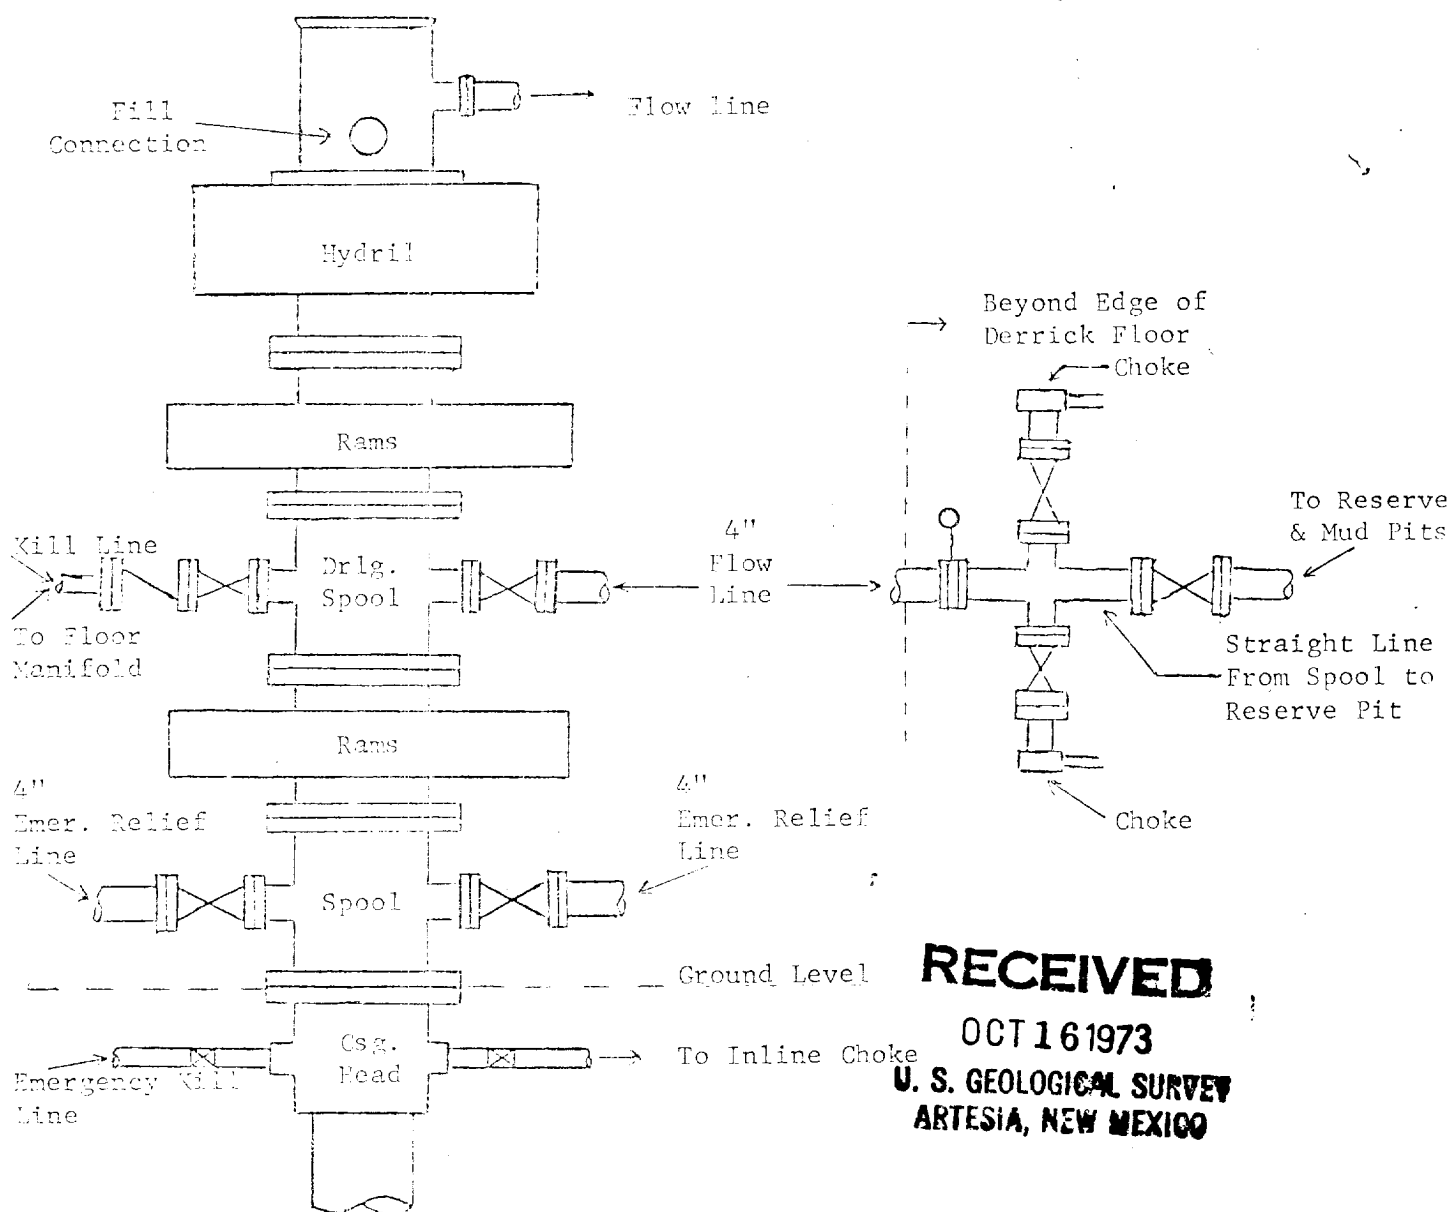 Fill
Connection
Flow line
Hydril
Beyond Edge of
Derrick Floor
Choke
Rams
To Reserve
& Mud Pits
Kill Line
Drlg.
Spool
4"
Flow
Line
To Floor
Manifold
Straight Line
From Spool to
Reserve Pit
Rams
4"
Emer. Relief
Line
4"
Emer. Relief
Line
Choke
Spool
Ground Level
RECEIVED
OCT 16 1973
U. S. GEOLOGICAL SURVEY
ARTESIA, NEW MEXICO
Csg.
Head
To Inline Choke
Emergency Kill
Line